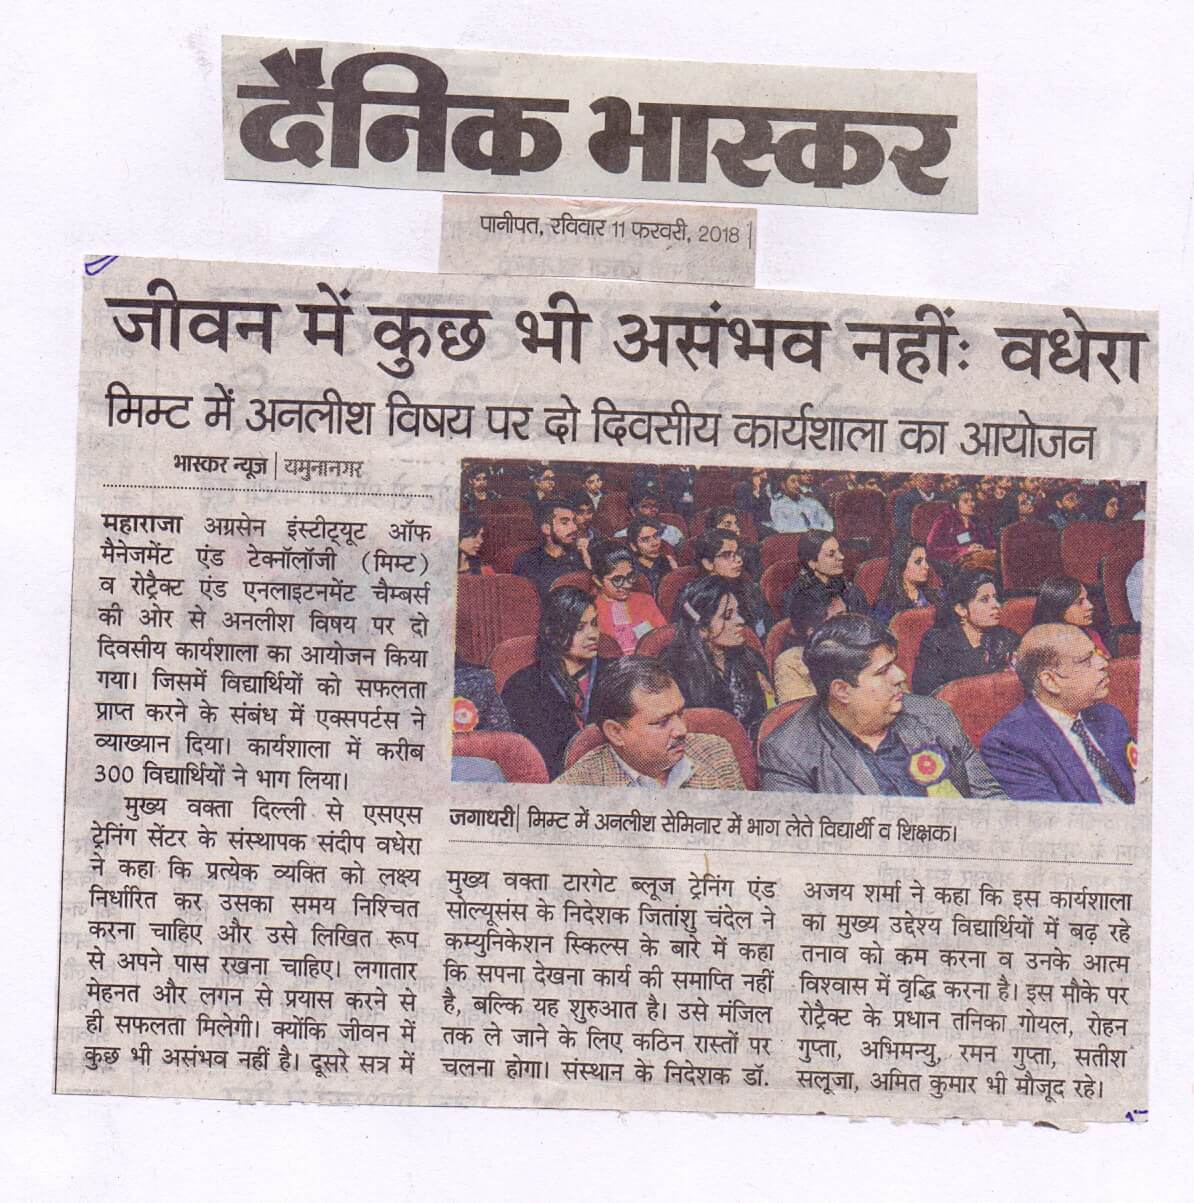 दैनिक भास्कर
पानीपत, रविवार 11 फरवरी, 2018
जीवन में कुछ भी असंभव नहीं: वधेरा
मिम्ट में अनलीश विषय पर दो दिवसीय कार्यशाला का आयोजन
भास्कर न्यूज | यमुनानगर
महाराजा अग्रसेन इंस्टीट्यूट ऑफ
मैनेजमेंट एंड टेक्नॉलॉजी (मिम्ट)
व रोट्रैक्ट एंड एनलाइटनमेंट चैम्बर्स
की ओर से अनलीश विषय पर दो
दिवसीय कार्यशाला का आयोजन किया
गया। जिसमें विद्यार्थियों को सफलता
प्राप्त करने के संबंध में एक्सपर्टस ने
व्याख्यान दिया। कार्यशाला में करीब
300 विद्यार्थियों ने भाग लिया।
मुख्य वक्ता दिल्ली से एसएस
ट्रेनिंग सेंटर के संस्थापक संदीप वधेरा
ने कहा कि प्रत्येक व्यक्ति को लक्ष्य
निर्धारित कर उसका समय निश्चित
करना चाहिए और उसे लिखित रूप
से अपने पास रखना चाहिए। लगातार
मेहनत और लगन से प्रयास करने से
ही सफलता मिलेगी। क्योंकि जीवन में
कुछ भी असंभव नहीं है। दूसरे सत्र में
जगाधरी| मिम्ट में अनलीश सेमिनार में भाग लेते विद्यार्थी व शिक्षक।
मुख्य वक्ता टारगेट ब्लूज ट्रेनिंग एंड
सोल्यूसंस के निदेशक जितांशु चंदेल ने
कम्युनिकेशन स्किल्स के बारे में कहा
कि सपना देखना कार्य की समाप्ति नहीं
है, बल्कि यह शुरुआत है। उसे मंजिल
तक ले जाने के लिए कठिन रास्तों पर
चलना होगा। संस्थान के निदेशक डॉ.
अजय शर्मा ने कहा कि इस कार्यशाला
का मुख्य उद्देश्य विद्यार्थियों में बढ़ रहे
तनाव को कम करना व उनके आत्म
विश्वास में वृद्धि करना है। इस मौके पर
रोट्रैक्ट के प्रधान तनिका गोयल, रोहन
गुप्ता, अभिमन्यु, रमन गुप्ता, सतीश
सलूजा, अमित कुमार भी मौजूद रहे।